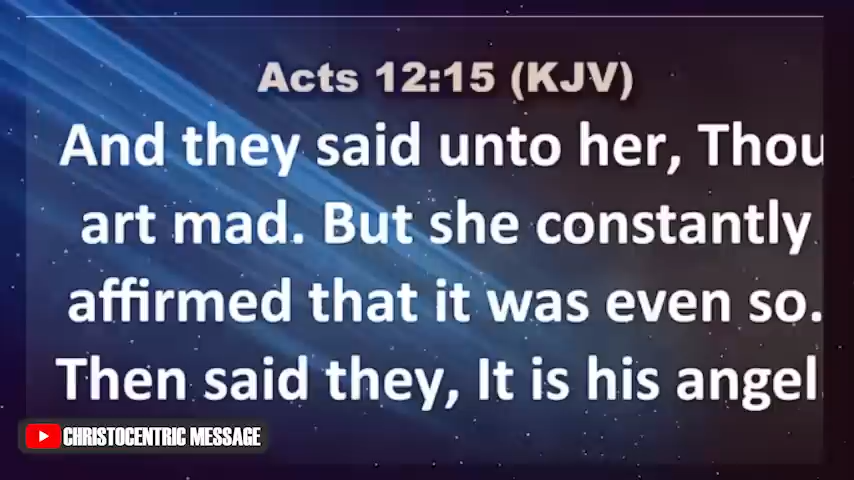 Acts 12:15 (KJV)
And they said unto her, Thou
art mad. But she constantly
affirmed that it was even so.
Then said they, It is his angel
CHRISTOCENTRIC MESSAGE